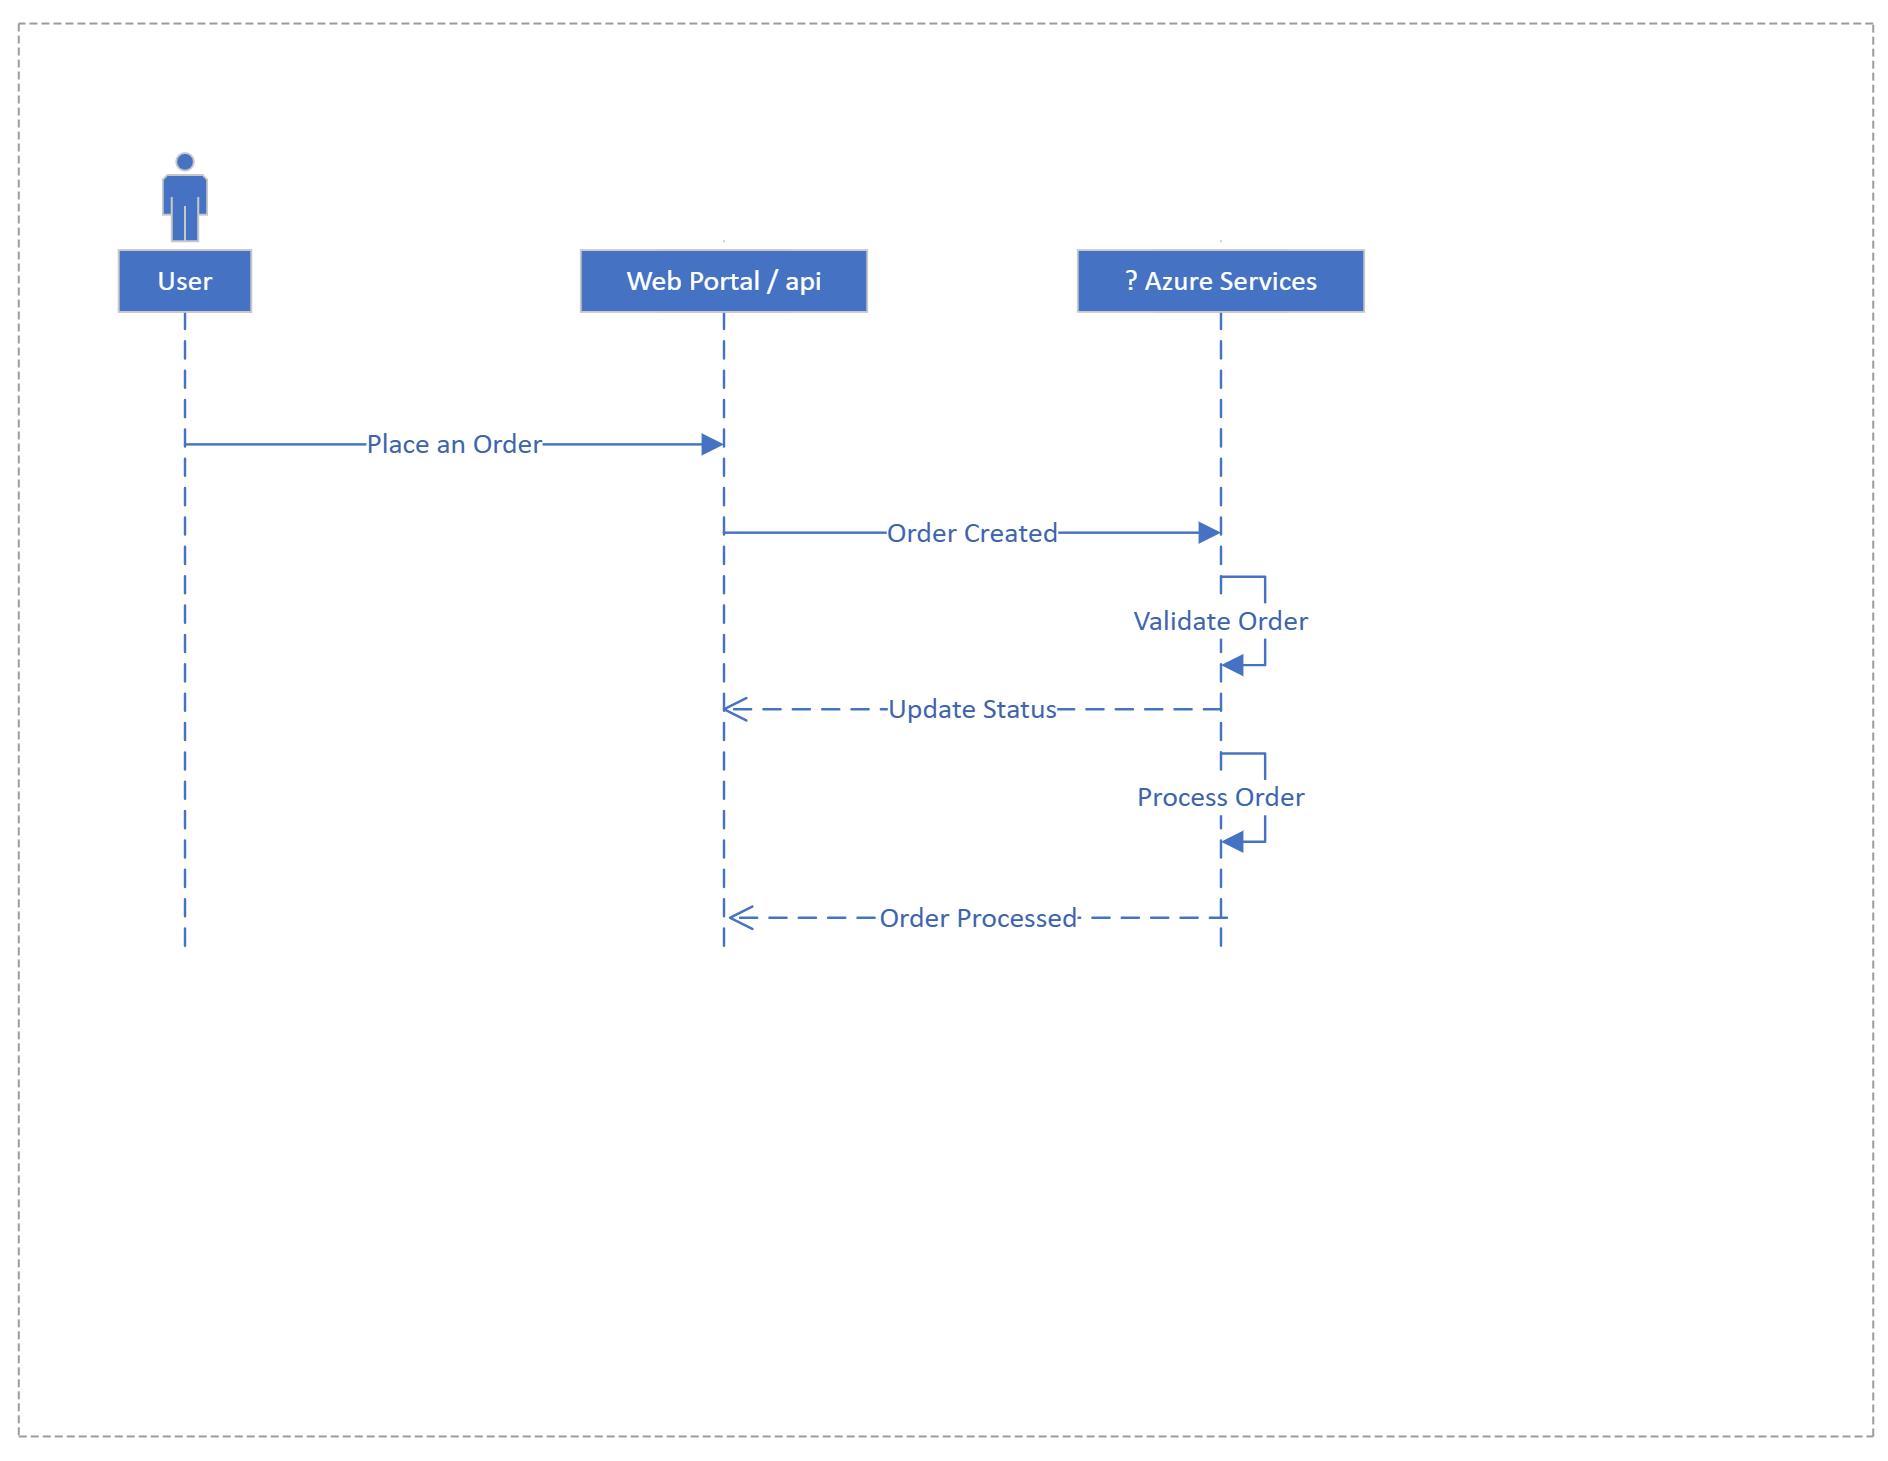 User
Web Portal / api
? Azure Services
Place an Order
Order Created
Validate Order
Update Status
Process Order
Order Processed